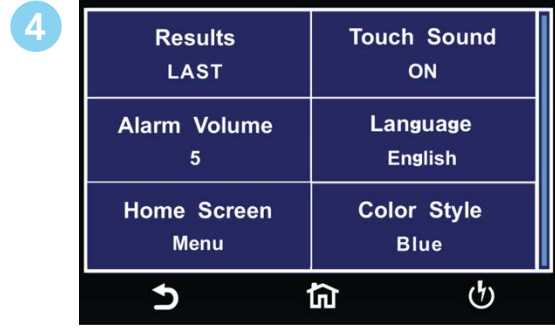 4
Results
LAST
Touch Sound
ON
Alarm Volume
5
Language
English
Home Screen
Menu
Color Style
Blue